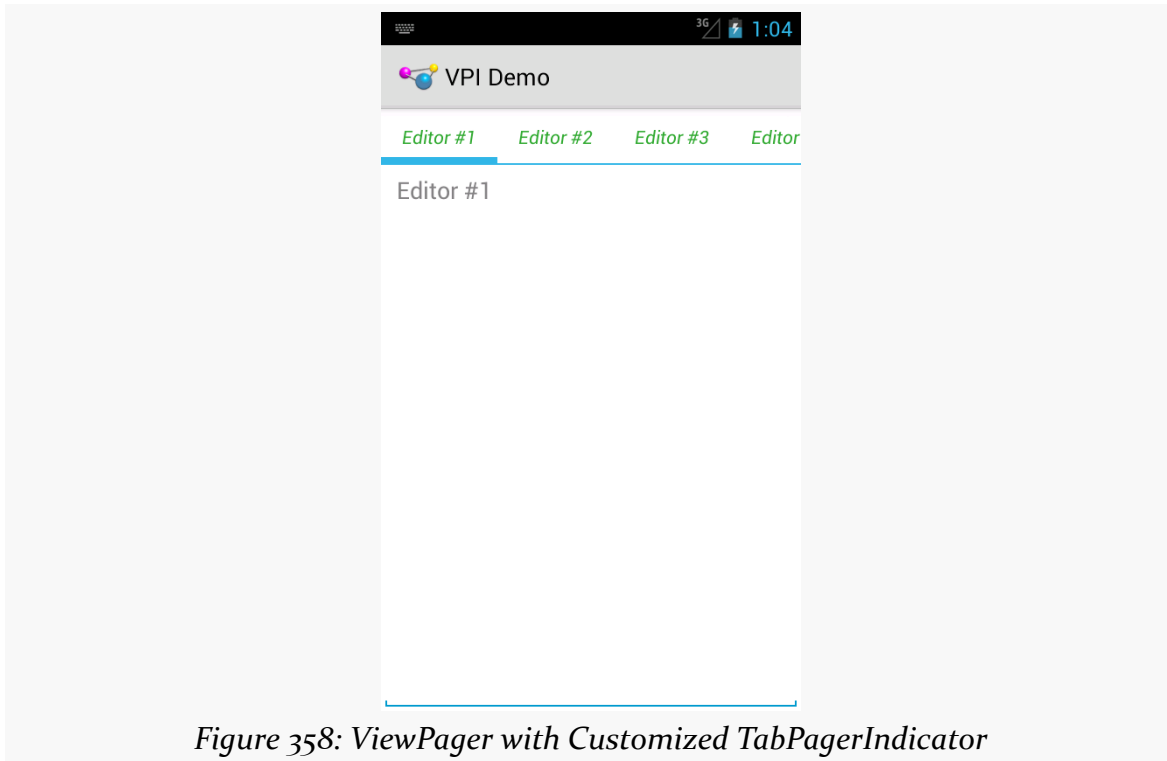 3G 1:04
VPI Demo
Editor #1 Editor #2 Editor #3 Editor
Editor #1
Figure 358: ViewPager with Customized TabPagerIndicator